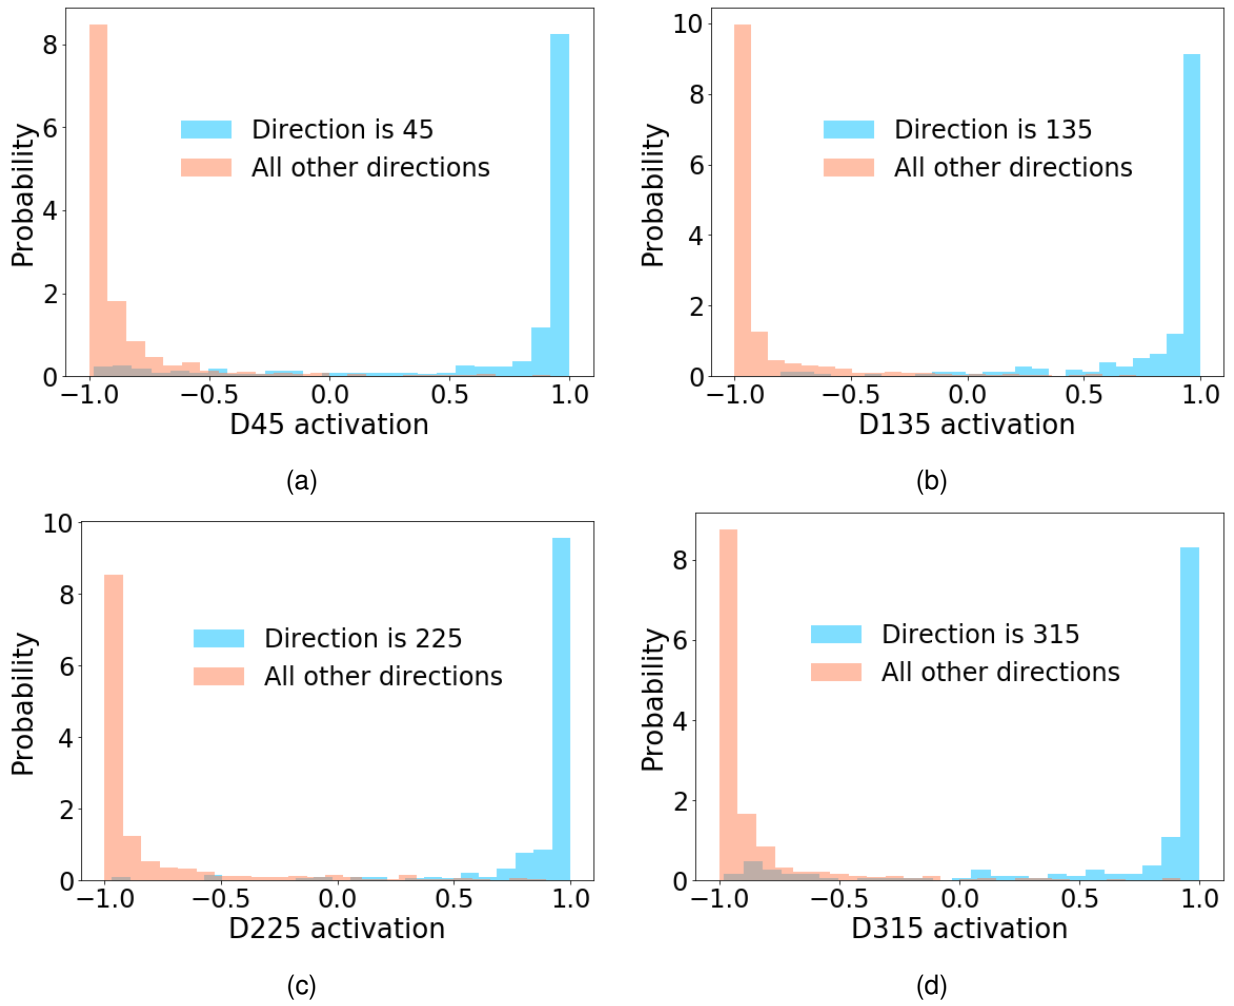 8
6
4
2
0
Probability
Direction is 45
All other directions
−1.0 −0.5 0.0 0.5 1.0
D45 activation
(a)
10
8
6
4
2
0
Probability
Direction is 135
All other directions
−1.0 −0.5 0.0 0.5 1.0
D135 activation
(b)
10
8
6
4
2
0
Probability
Direction is 225
All other directions
−1.0 −0.5 0.0 0.5 1.0
D225 activation
(c)
8
6
4
2
0
Probability
Direction is 315
All other directions
−1.0 −0.5 0.0 0.5 1.0
D315 activation
(d)